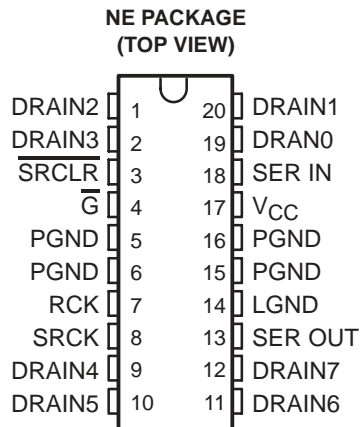 NE PACKAGE
(TOP VIEW)
DRAIN2 1 20 DRAIN1
DRAIN3 2 19 DRAN0
SRCLR 3 18 SER IN
G 4 17 VCC
PGND 5 16 PGND
PGND 6 15 PGND
RCK 7 14 LGND
SRCK 8 13 SER OUT
DRAIN4 9 12 DRAIN7
DRAIN5 10 11 DRAIN6